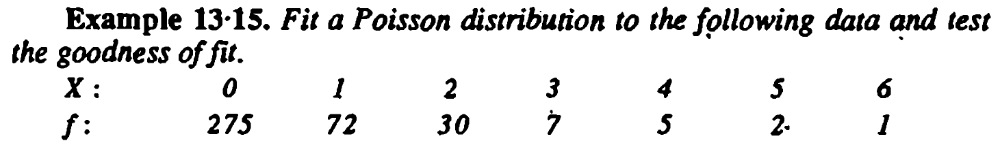 Example 13·15. Fit a Poisson distribution to the following data and test
the goodness of fit.
X : 0 1 2 3 4 5 6
f : 275 72 30 7 5 2 1